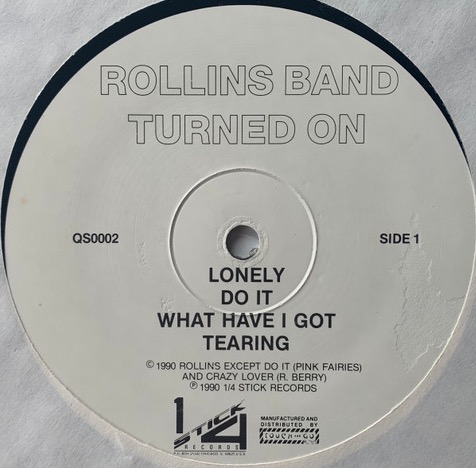 ROLLINS BAND
TURNED ON
QS0002
SIDE 1
LONELY
DO IT
WHAT HAVE I GOT
TEARING
© 1990 ROLLINS EXCEPT DO IT (PINK FAIRIES)
AND CRAZY LOVER (R. BERRY)
℗ 1990 1/4 STICK RECORDS
1/4 STICK
RECORDS
MANUFACTURED AND
DISTRIBUTED BY
TOUCH AND GO